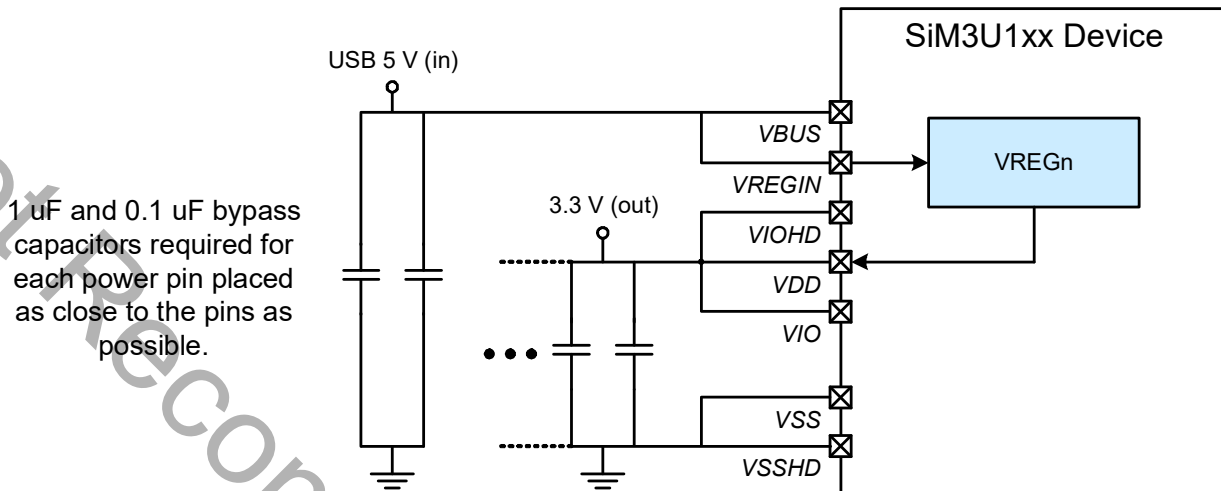 SiM3U1xx Device
USB 5 V (in)
VBUS
VREGIN
VREGn
3.3 V (out)
VIOHD
VDD
VIO
VSS
VSSHD
1 uF and 0.1 uF bypass
capacitors required for
each power pin placed
as close to the pins as
possible.